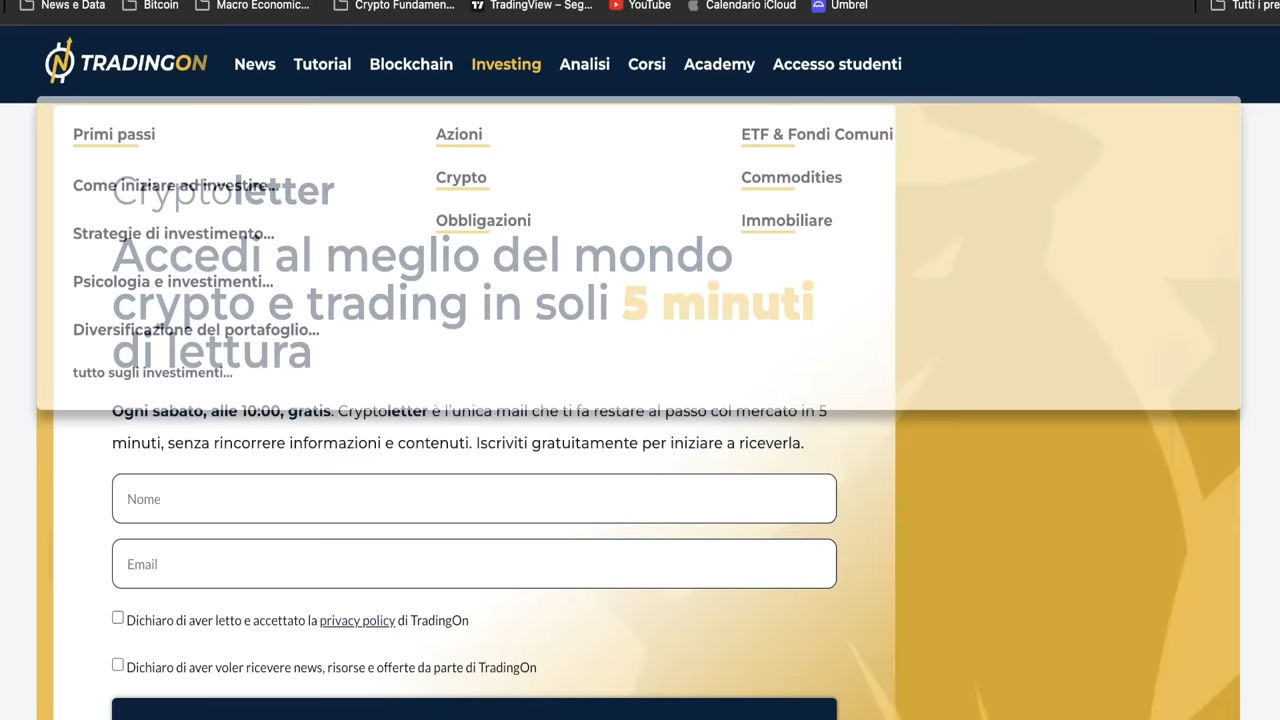 News e Data Bitcoin Macro Economic... Crypto Fundamen... TradingView – Seg... YouTube Calendario iCloud Umbrel Tutti i pre
TRADINGON News Tutorial Blockchain Investing Analisi Corsi Academy Accesso studenti
Primi passi
Come iniziare ad investire...
Strategie di investimento...
Psicologia e investimenti...
Diversificazione del portafoglio...
tutto sugli investimenti...
Azioni
Crypto
Obbligazioni
ETF & Fondi Comuni
Commodities
Immobiliare
Cryptoletter
Accedi al meglio del mondo
crypto e trading in soli 5 minuti
di lettura
Ogni sabato, alle 10:00, gratis. Cryptoletter è l'unica mail che ti fa restare al passo col mercato in 5
minuti, senza rincorrere informazioni e contenuti. Iscriviti gratuitamente per iniziare a riceverla.
Nome
Email
Dichiaro di aver letto e accettato la privacy policy di TradingOn
Dichiaro di aver voler ricevere news, risorse e offerte da parte di TradingOn